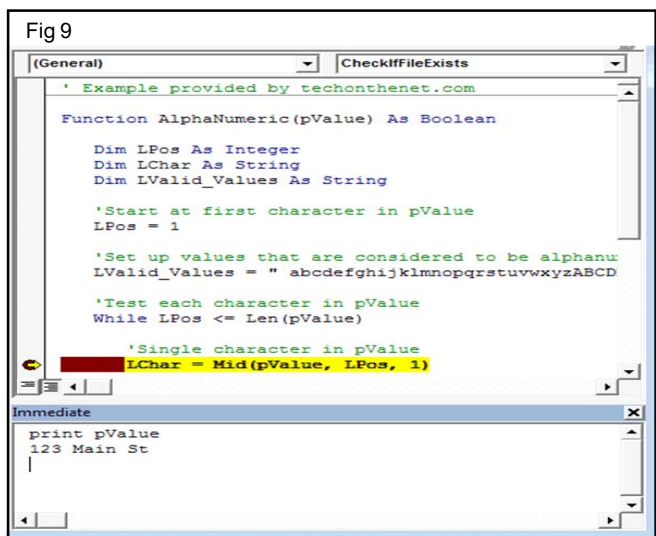 Fig 9
(General) CheckIfFileExists
' Example provided by techonthenet.com
Function AlphaNumeric(pValue) As Boolean
Dim LPos As Integer
Dim LChar As String
Dim LValid_Values As String
'Start at first character in pValue
LPos = 1
'Set up values that are considered to be alphanu
LValid_Values = " abcdefghijklmnopqrstuvwxyzABCD
'Test each character in pValue
While LPos <= Len(pValue)
'Single character in pValue
LChar = Mid(pValue, LPos, 1)
Immediate
print pValue
123 Main St